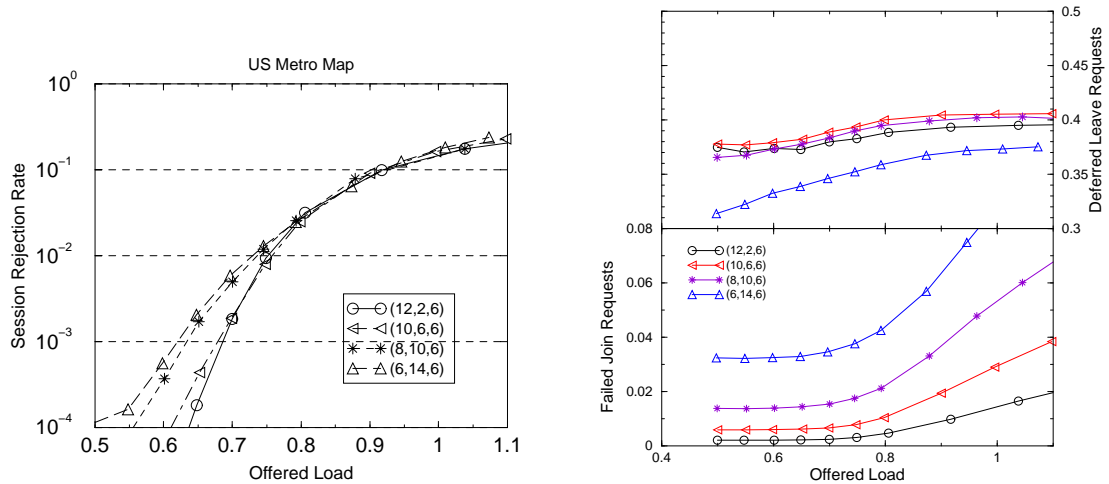 US Metro Map
Session Rejection Rate
10^0
10^-1
10^-2
10^-3
10^-4
(12,2,6)
(10,6,6)
(8,10,6)
(6,14,6)
0.5 0.6 0.7 0.8 0.9 1.0 1.1
Offered Load
0.5
0.45
0.4
0.35
0.3
Deferred Leave Requests
0.08
0.06
0.04
0.02
0
Failed Join Requests
(12,2,6)
(10,6,6)
(8,10,6)
(6,14,6)
0.4 0.6 0.8 1
Offered Load